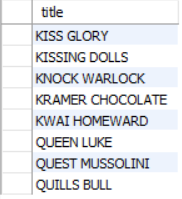 title
KISS GLORY
KISSING DOLLS
KNOCK WARLOCK
KRAMER CHOCOLATE
KWAI HOMEWARD
QUEEN LUKE
QUEST MUSSOLINI
QUILLS BULL